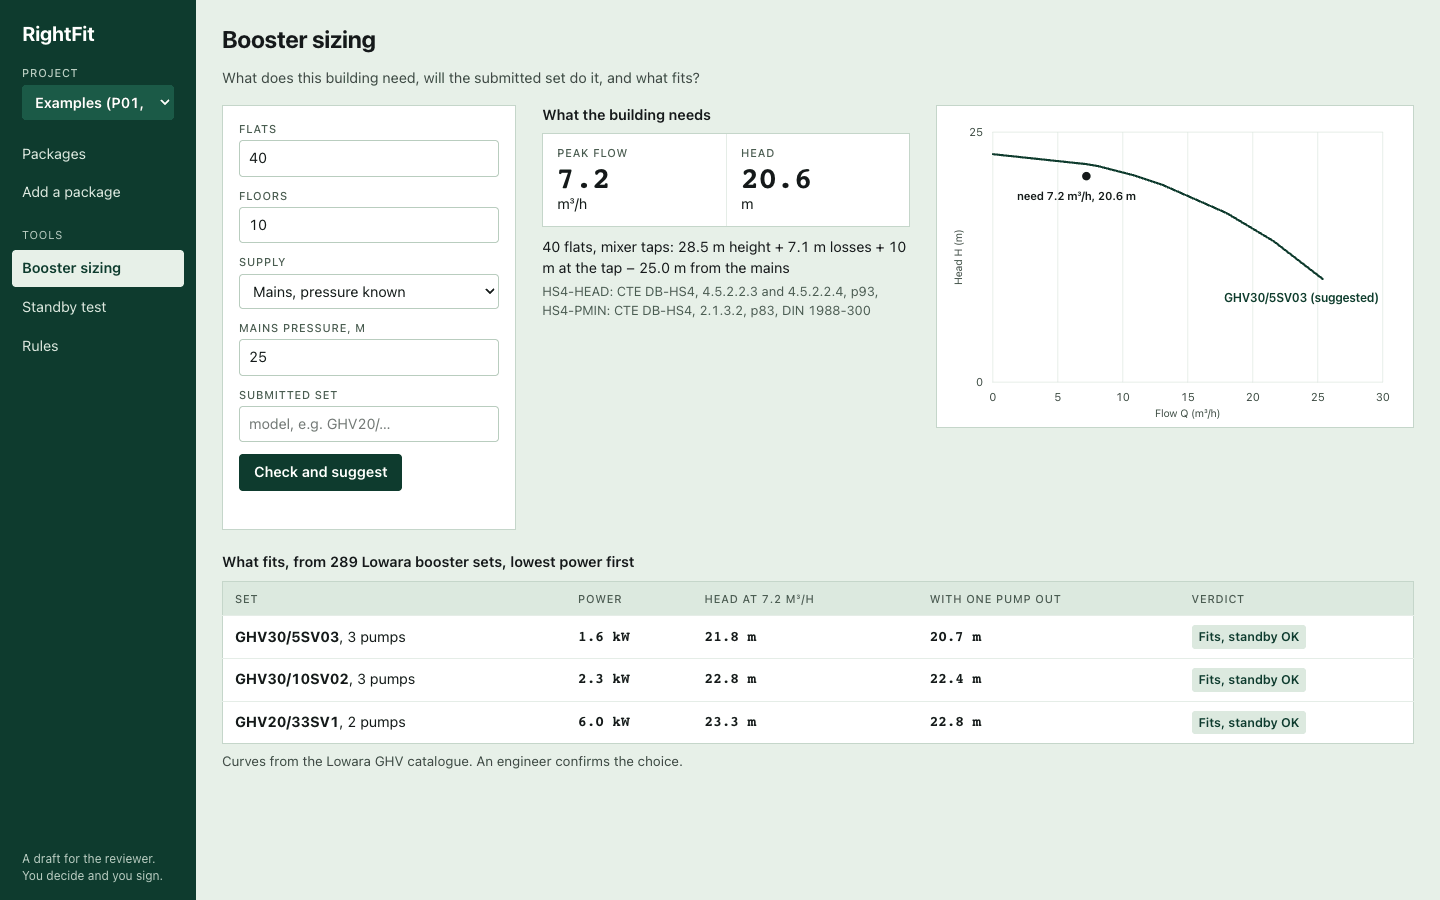 RightFit
PROJECT
Examples (P01,
Packages
Add a package
TOOLS
Booster sizing
Standby test
Rules
A draft for the reviewer.
You decide and you sign.
Booster sizing
What does this building need, will the submitted set do it, and what fits?
FLATS
40
FLOORS
10
SUPPLY
Mains, pressure known
MAINS PRESSURE, M
25
SUBMITTED SET
model, e.g. GHV20/...
Check and suggest
What the building needs
PEAK FLOW
7.2
m³/h
HEAD
20.6
m
40 flats, mixer taps: 28.5 m height + 7.1 m losses + 10
m at the tap − 25.0 m from the mains
HS4-HEAD: CTE DB-HS4, 4.5.2.2.3 and 4.5.2.2.4, p93,
HS4-PMIN: CTE DB-HS4, 2.1.3.2, p83, DIN 1988-300
25
need 7.2 m³/h, 20.6 m
Head H (m)
GHV30/5SV03 (suggested)
0
0 5 10 15 20 25 30
Flow Q (m³/h)
What fits, from 289 Lowara booster sets, lowest power first
SET POWER HEAD AT 7.2 M³/H WITH ONE PUMP OUT VERDICT
GHV30/5SV03, 3 pumps 1.6 kW 21.8 m 20.7 m Fits, standby OK
GHV30/10SV02, 3 pumps 2.3 kW 22.8 m 22.4 m Fits, standby OK
GHV20/33SV1, 2 pumps 6.0 kW 23.3 m 22.8 m Fits, standby OK
Curves from the Lowara GHV catalogue. An engineer confirms the choice.